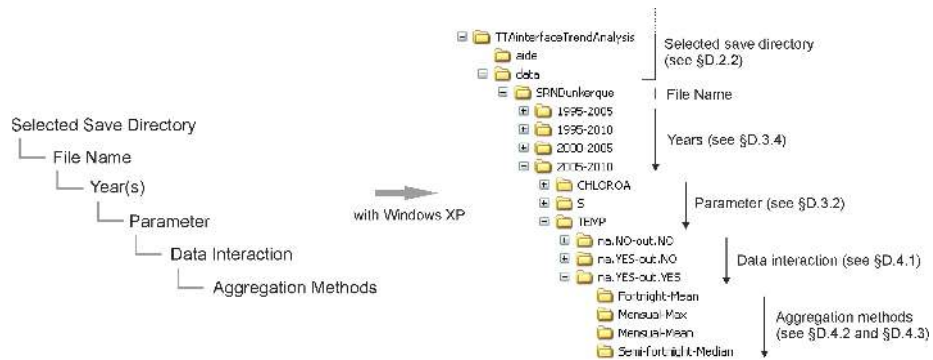 Selected Save Directory
File Name
Year(s)
Parameter
Data Interaction
Aggregation Methods
with Windows XP
TTAinterfaceTrendAnalysis
aide
data
SRNDunkerque
1995-2005
1995-2010
2000-2005
2005-2010
CHLOROA
S
TEMP
na.NO-out.NO
na.YES-out.NO
na.YES-out.YES
Fortnight-Mean
Mensual-Max
Mensual-Mean
Semi-fortnight-Median
Selected save directory
(see §D.2.2)
File Name
Years (see §D.3.4)
Parameter (see §D.3.2)
Data interaction (see §D.4.1)
Aggregation methods
(see §D.4.2 and §D.4.3)